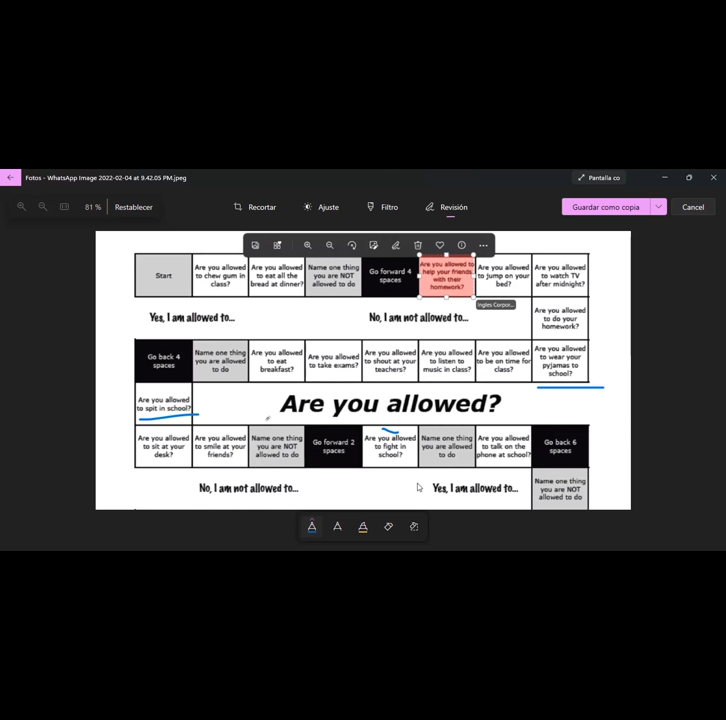 Fotos - WhatsApp Image 2022-02-04 at 9.42.05 PM.jpeg
Pantalla co
81 %
Restablecer
Recortar
Ajuste
Filtro
Revisión
Guardar como copia
Cancel
Start
Are you allowed
to chew gum in
class?
Are you allowed
to eat all the
bread at dinner?
Name one thing
you are NOT
allowed to do
Go forward 4
spaces
Are you allowed to
help your friends
with their
homework?
Are you allowed
to jump on your
bed?
Are you allowed
to watch TV
after midnight?
Ingles Corpor...
Yes, I am allowed to...
No, I am not allowed to...
Are you allowed
to do your
homework?
Go back 4
spaces
Name one thing
you are allowed
to do
Are you allowed
to eat
breakfast?
Are you allowed
to take exams?
Are you allowed
to shout at your
teachers?
Are you allowed
to listen to
music in class?
Are you allowed
to be on time for
class?
Are you allowed
to wear your
pyjamas to
school?
Are you allowed
to spit in school?
Are you allowed?
Are you allowed
to sit at your
desk?
Are you allowed
to smile at your
friends?
Name one thing
you are NOT
allowed to do
Go forward 2
spaces
Are you allowed
to fight in
school?
Name one thing
you are allowed
to do
Are you allowed
to talk on the
phone at school?
Go back 6
spaces
No, I am not allowed to...
Yes, I am allowed to...
Name one thing
you are NOT
allowed to do